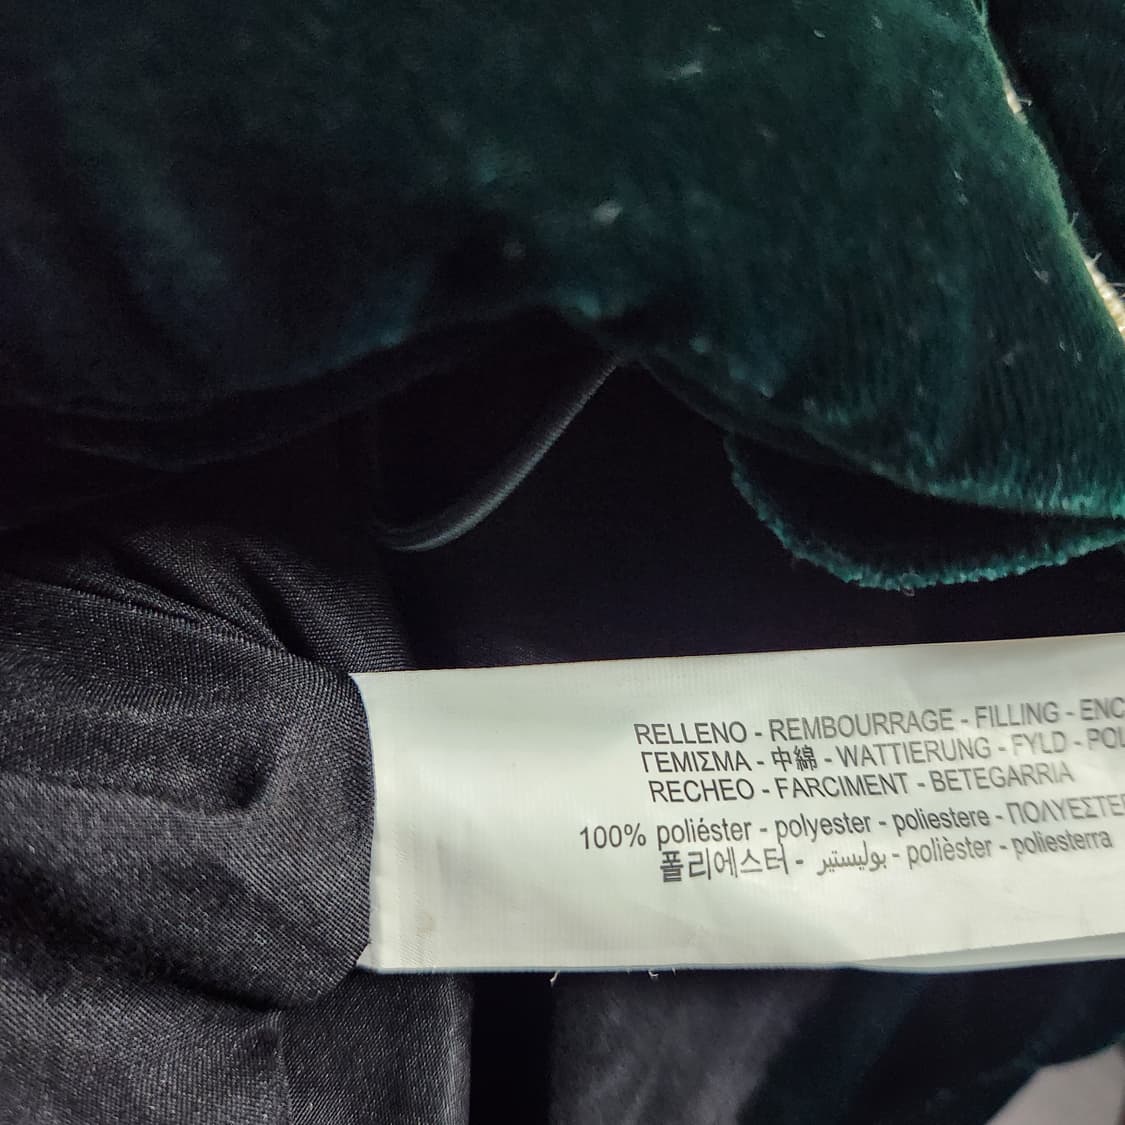 RELLENO - REMBOURRAGE - FILLING - ENC
ΓΕΜΙΣΜΑ - 中綿 - WATTIERUNG - FYLD - POL
RECHEO - FARCIMENT - BETEGARRIA
100% poliéster - polyester - poliestere - ΠΟΛΥΕΣΤΕΡ
폴리에스터 - بوليستير - polièster - poliesterra